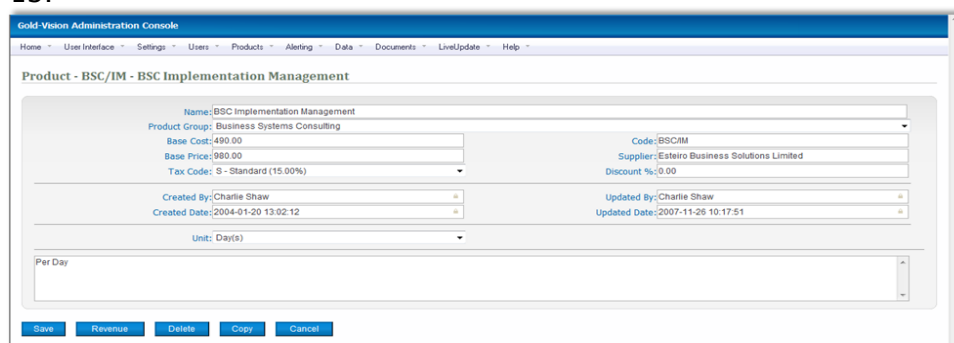 Gold-Vision Administration Console
Home User Interface Settings Users Products Alerting Data Documents LiveUpdate Help
Product - BSC/IM - BSC Implementation Management
Name: BSC Implementation Management
Product Group: Business Systems Consulting
Base Cost: 490.00 Code: BSC/IM
Base Price: 980.00 Supplier: Esteiro Business Solutions Limited
Tax Code: S - Standard (15.00%) Discount %: 0.00
Created By: Charlie Shaw Updated By: Charlie Shaw
Created Date: 2004-01-20 13:02:12 Updated Date: 2007-11-26 10:17:51
Unit: Day(s)
Per Day
Save Revenue Delete Copy Cancel